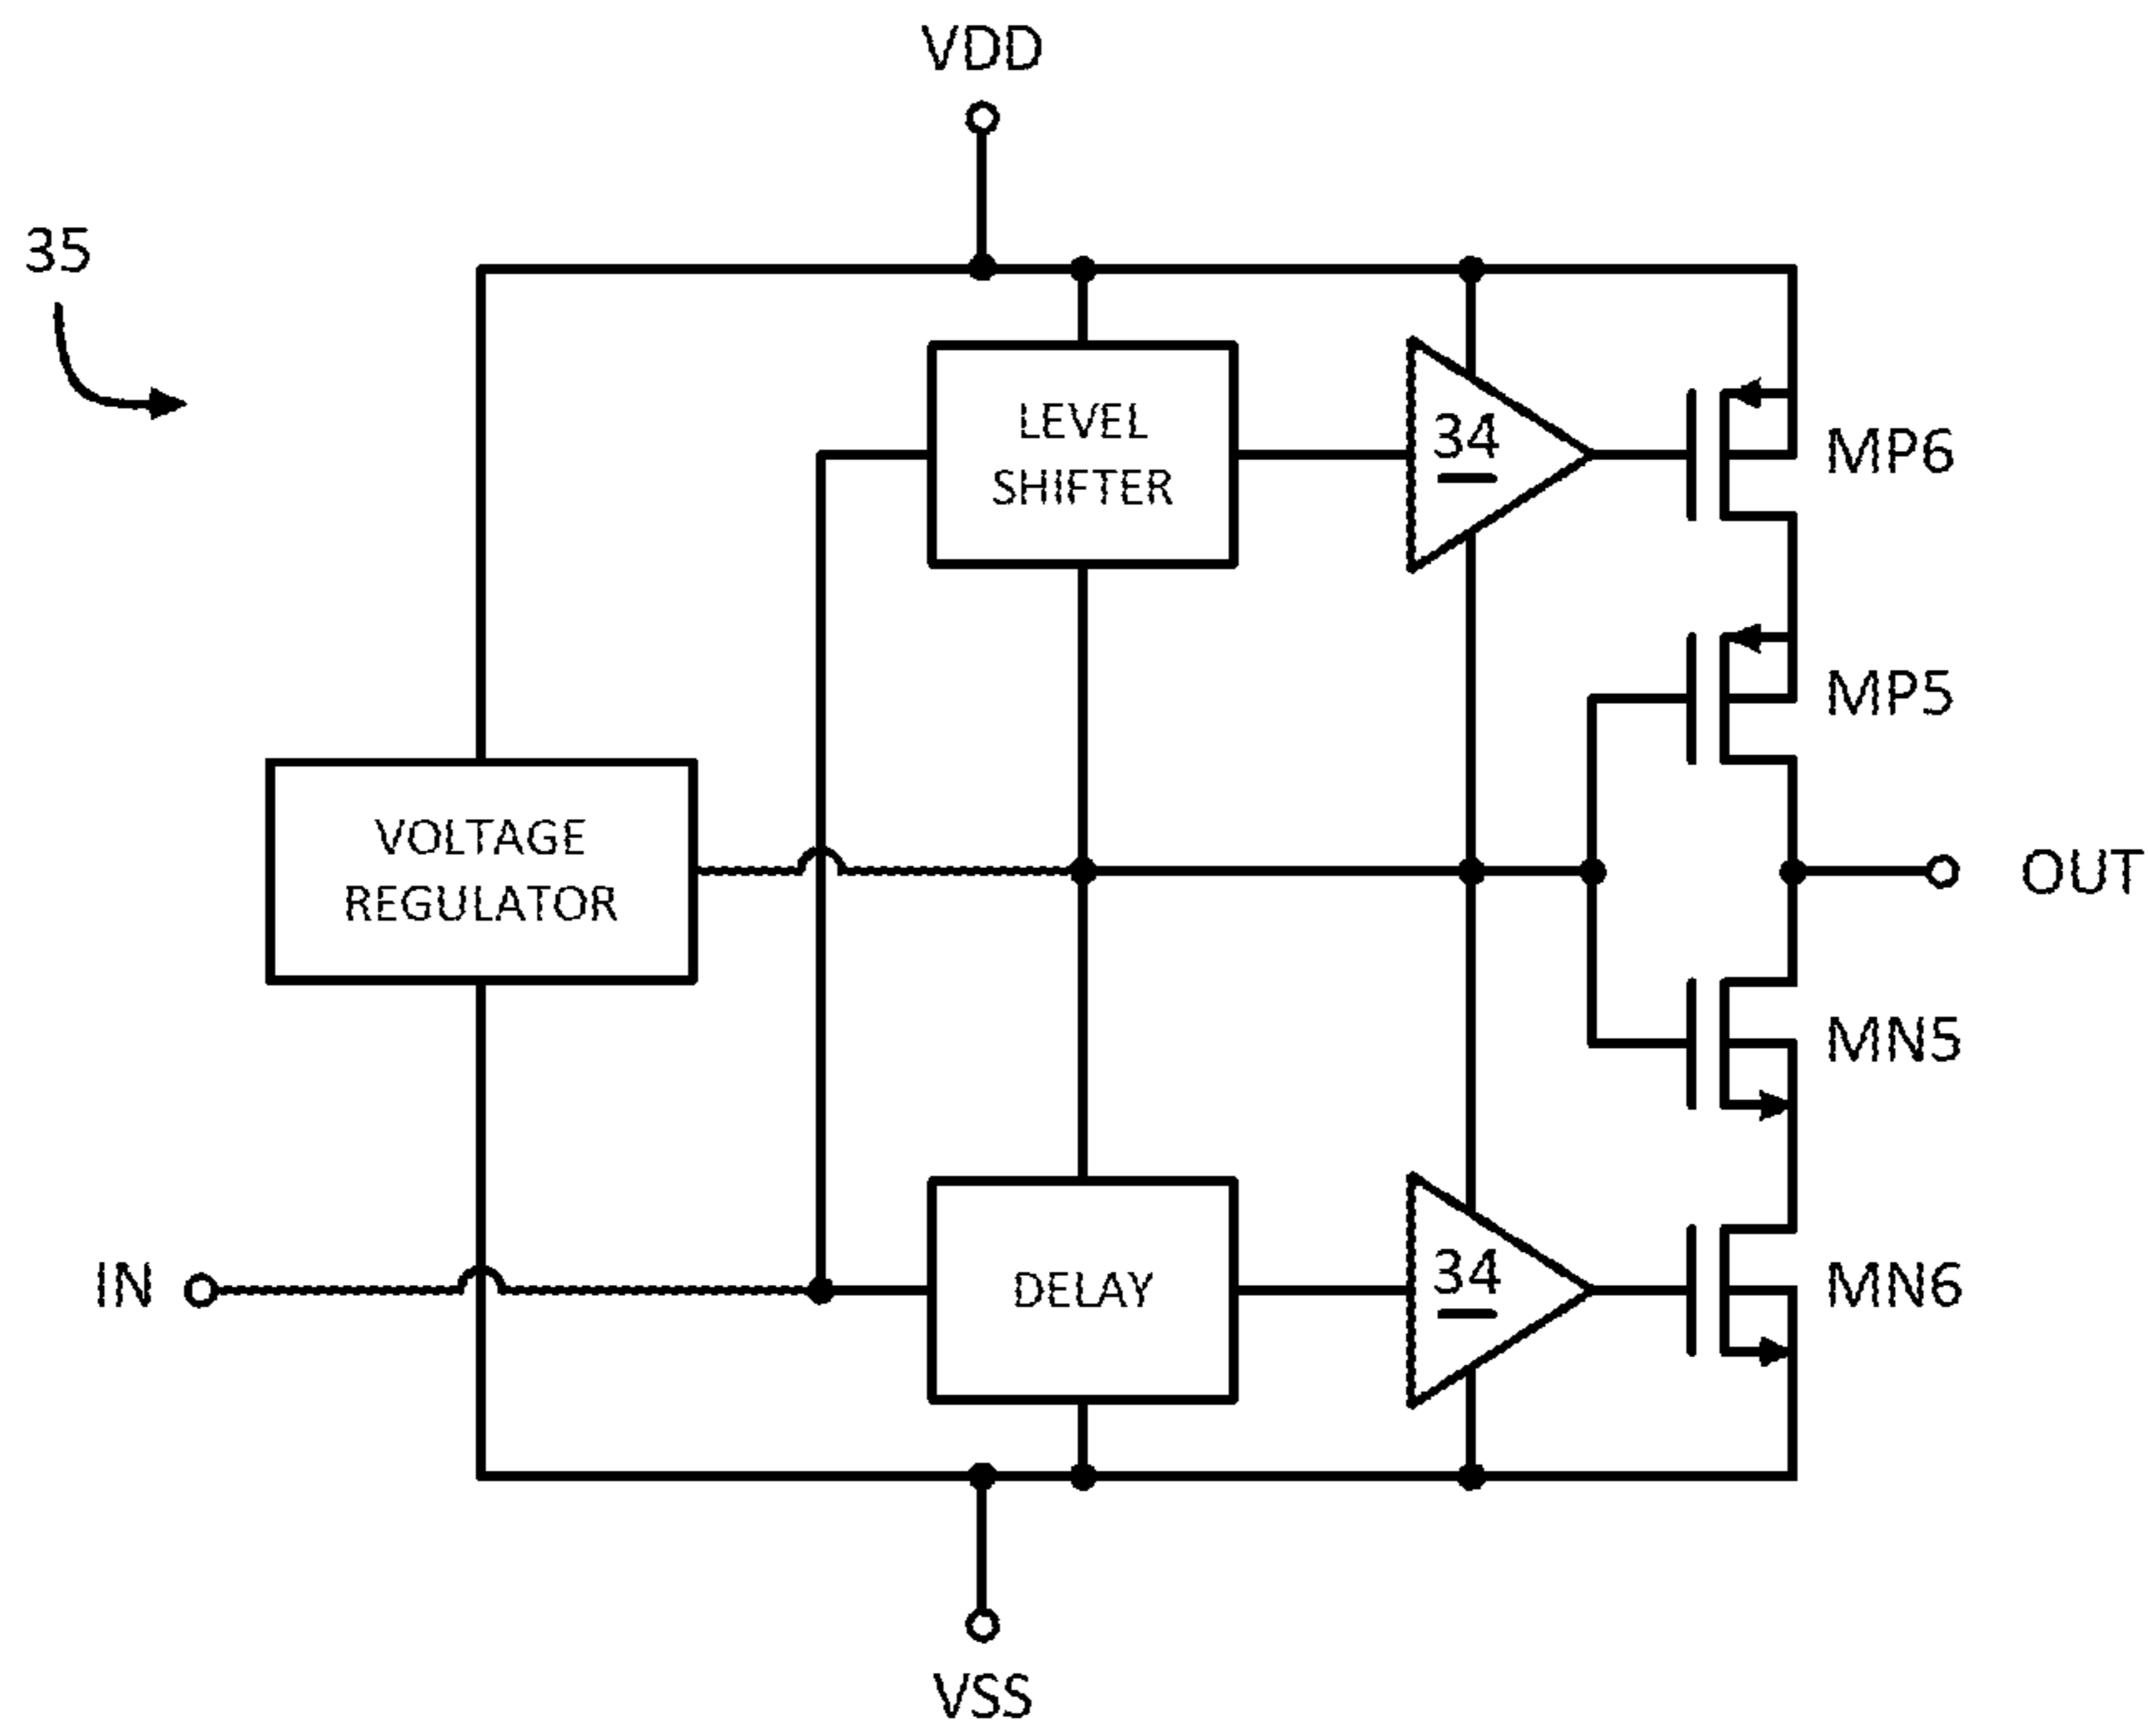 VDD
35
LEVEL
SHIFTER
34
MP6
MP5
VOLTAGE
REGULATOR
OUT
MN5
IN
DELAY
34
MN6
VSS